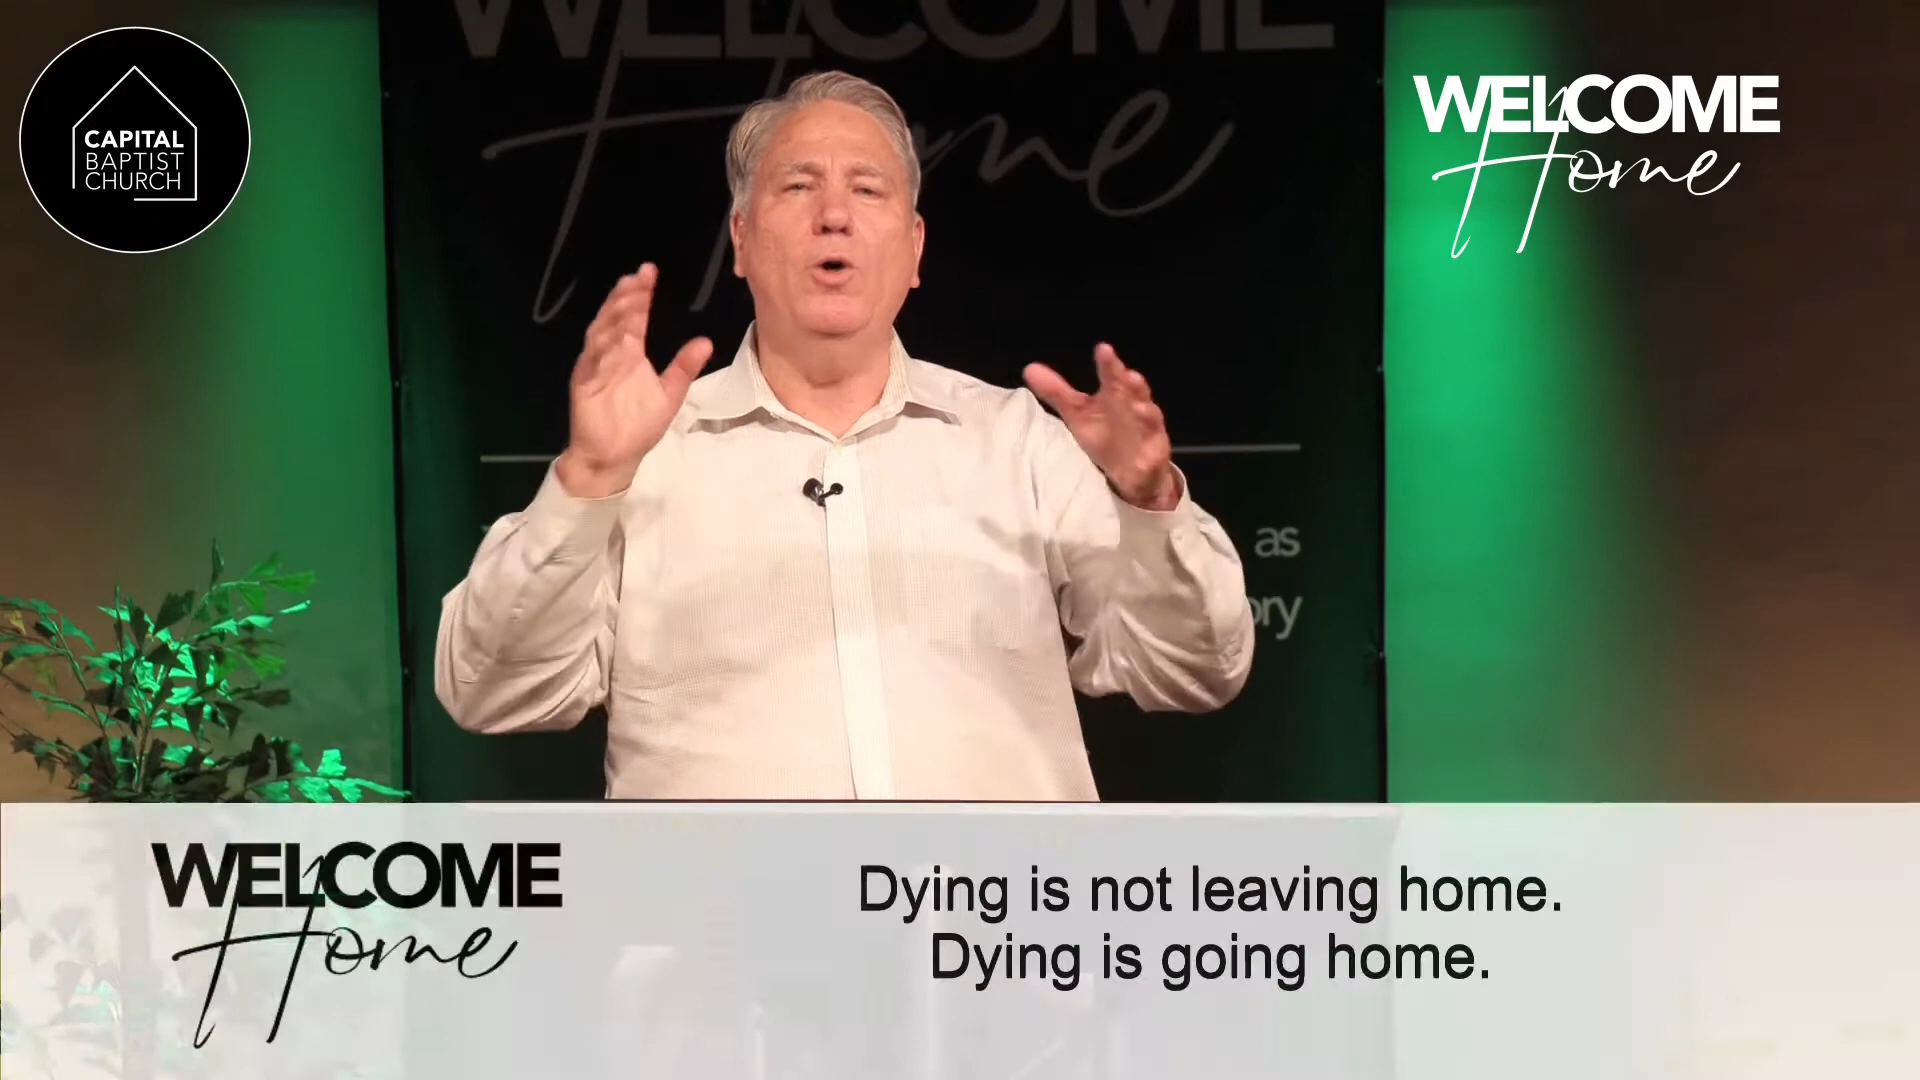 CAPITAL
BAPTIST
CHURCH
WELCOME
Home
WELCOME
Home
as
WELCOME
Home
Dying is not leaving home.
Dying is going home.